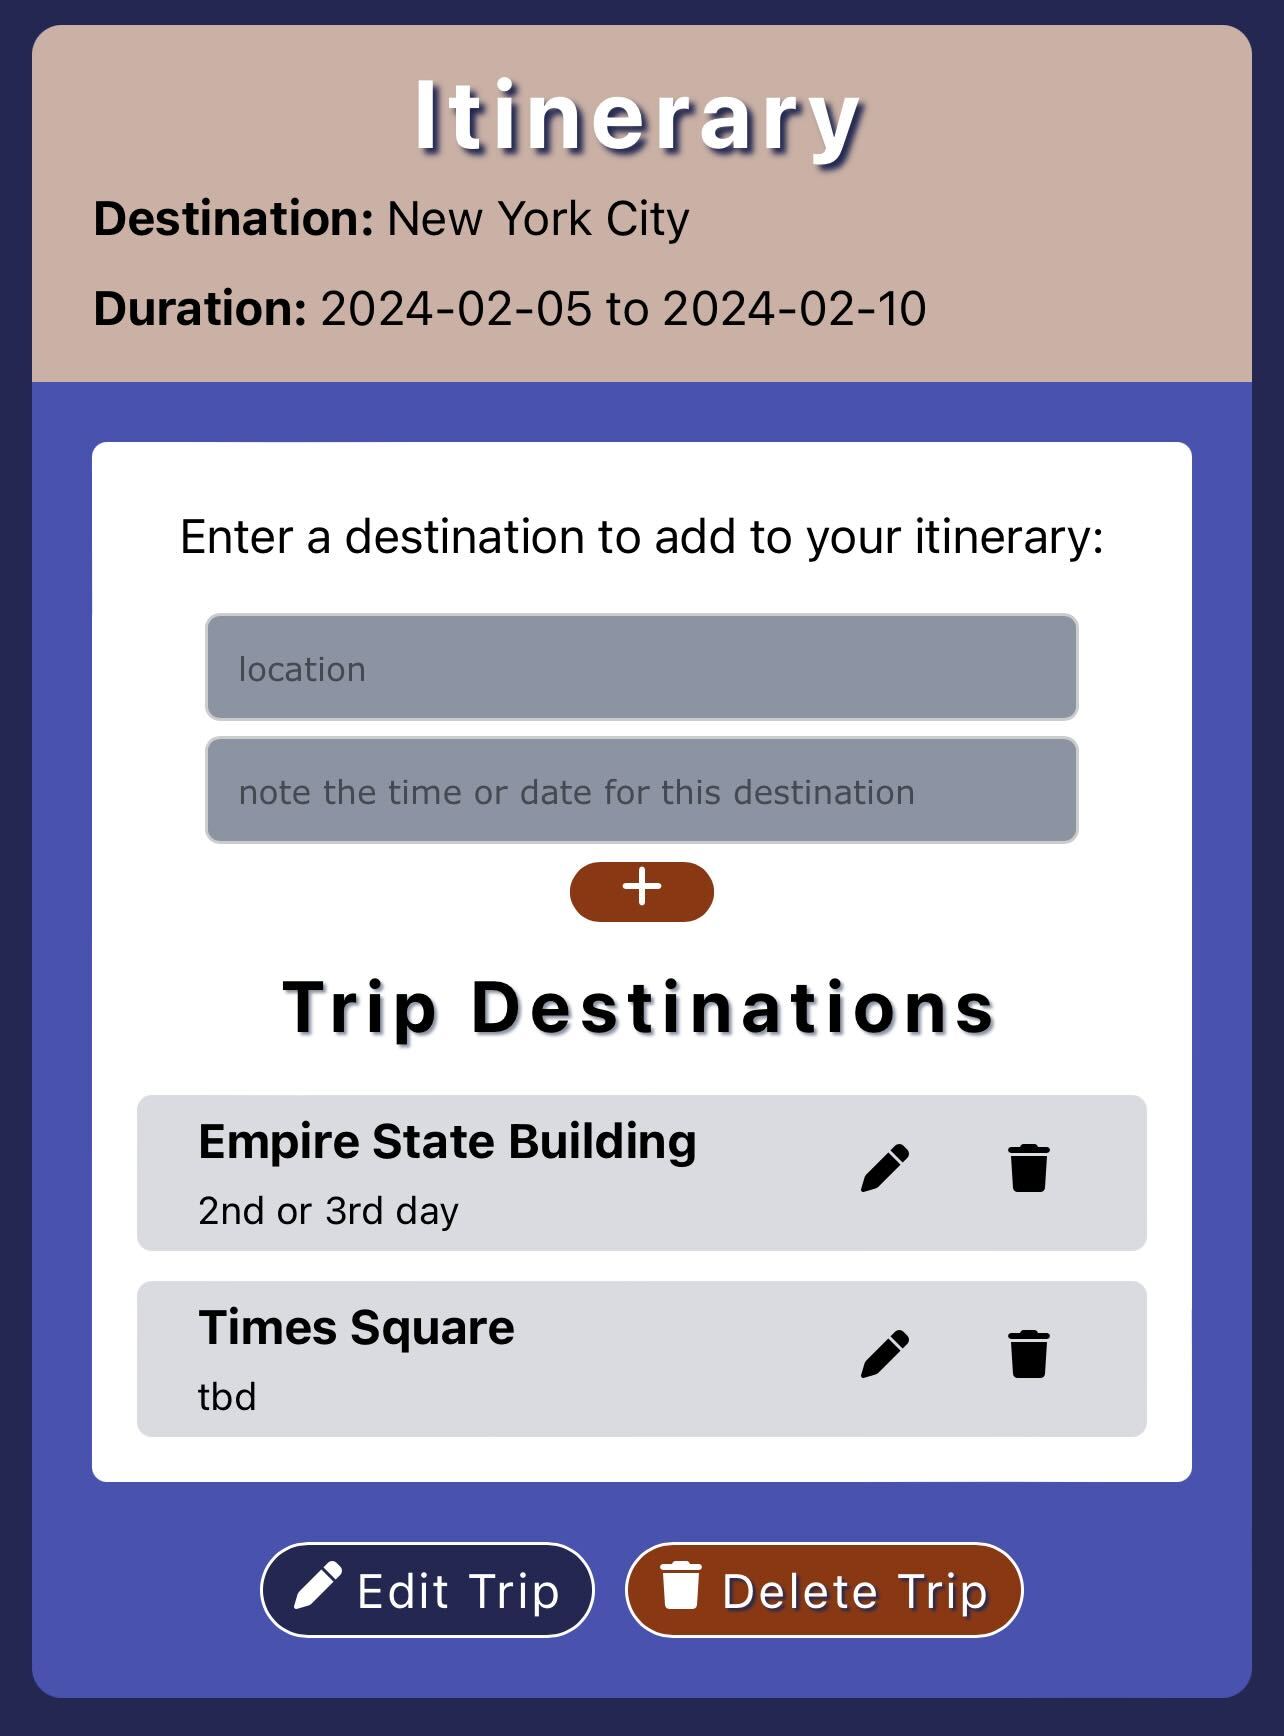 Itinerary
Destination: New York City
Duration: 2024-02-05 to 2024-02-10
Enter a destination to add to your itinerary:
location
note the time or date for this destination
+
Trip Destinations
Empire State Building
2nd or 3rd day
Times Square
tbd
Edit Trip
Delete Trip